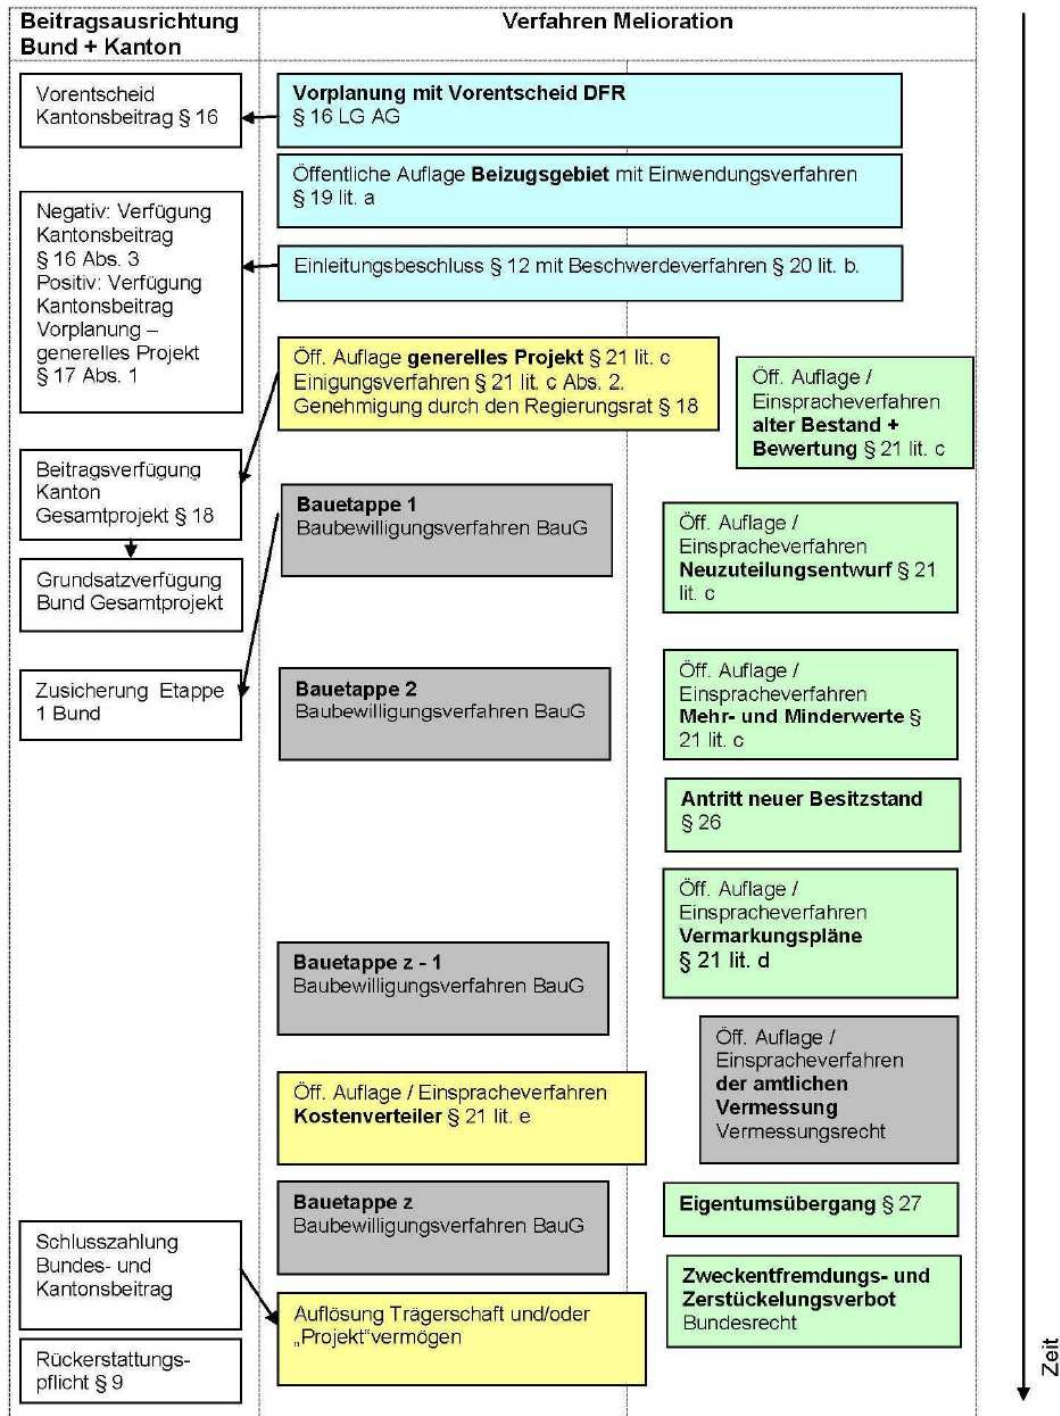 Beitragsausrichtung
Bund + Kanton
Verfahren Melioration
Vorentscheid
Kantonsbeitrag § 16
Vorplanung mit Vorentscheid DFR
§ 16 LG AG
Öffentliche Auflage Beizugsgebiet mit Einwendungsverfahren
§ 19 lit. a
Negativ: Verfügung
Kantonsbeitrag
§ 16 Abs. 3
Positiv: Verfügung
Kantonsbeitrag
Vorplanung –
generelles Projekt
§ 17 Abs. 1
Einleitungsbeschluss § 12 mit Beschwerdeverfahren § 20 lit. b.
Öff. Auflage generelles Projekt § 21 lit. c
Einigungsverfahren § 21 lit. c Abs. 2.
Genehmigung durch den Regierungsrat § 18
Öff. Auflage /
Einspracheverfahren
alter Bestand +
Bewertung § 21 lit. c
Beitragsverfügung
Kanton
Gesamtprojekt § 18
Bauetappe 1
Baubewilligungsverfahren BauG
Öff. Auflage /
Einspracheverfahren
Neuzuteilungsentwurf § 21
lit. c
Grundsatzverfügung
Bund Gesamtprojekt
Zusicherung Etappe
1 Bund
Bauetappe 2
Baubewilligungsverfahren BauG
Öff. Auflage /
Einspracheverfahren
Mehr- und Minderwerte §
21 lit. c
Antritt neuer Besitzstand
§ 26
Öff. Auflage /
Einspracheverfahren
Vermarkungspläne
§ 21 lit. d
Bauetappe z - 1
Baubewilligungsverfahren BauG
Öff. Auflage /
Einspracheverfahren
der amtlichen
Vermessung
Vermessungsrecht
Öff. Auflage / Einspracheverfahren
Kostenverteiler § 21 lit. e
Bauetappe z
Baubewilligungsverfahren BauG
Eigentumsübergang § 27
Schlusszahlung
Bundes- und
Kantonsbeitrag
Zweckentfremdungs- und
Zerstückelungsverbot
Bundesrecht
Auflösung Trägerschaft und/oder
„Projekt“vermögen
Rückerstattungs-
pflicht § 9
Zeit